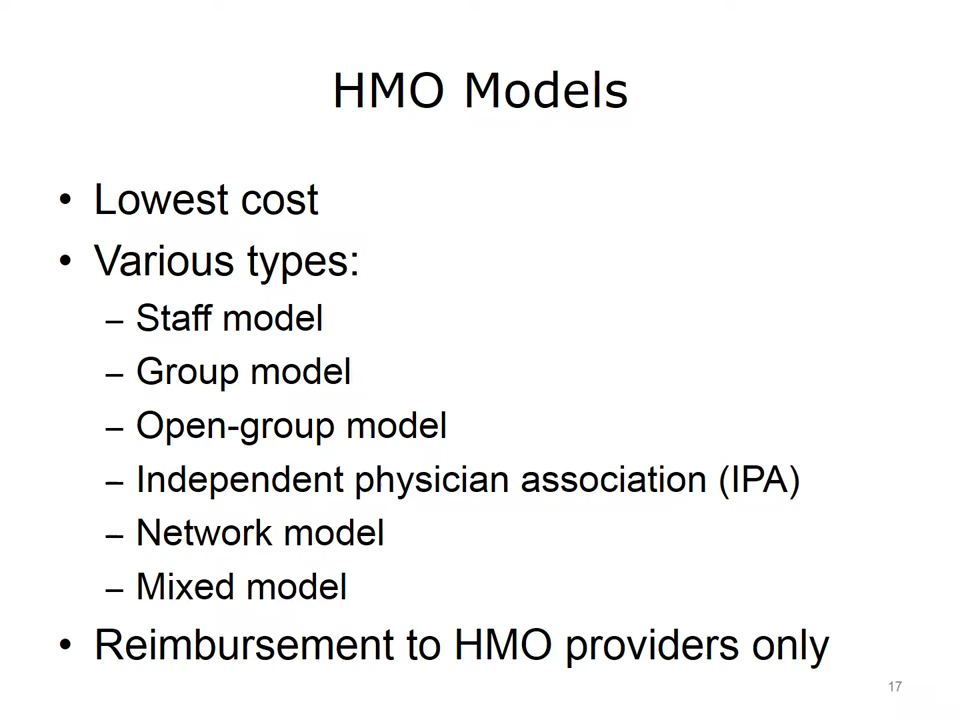 HMO Models
• Lowest cost
• Various types:
– Staff model
– Group model
– Open-group model
– Independent physician association (IPA)
– Network model
– Mixed model
• Reimbursement to HMO providers only
17